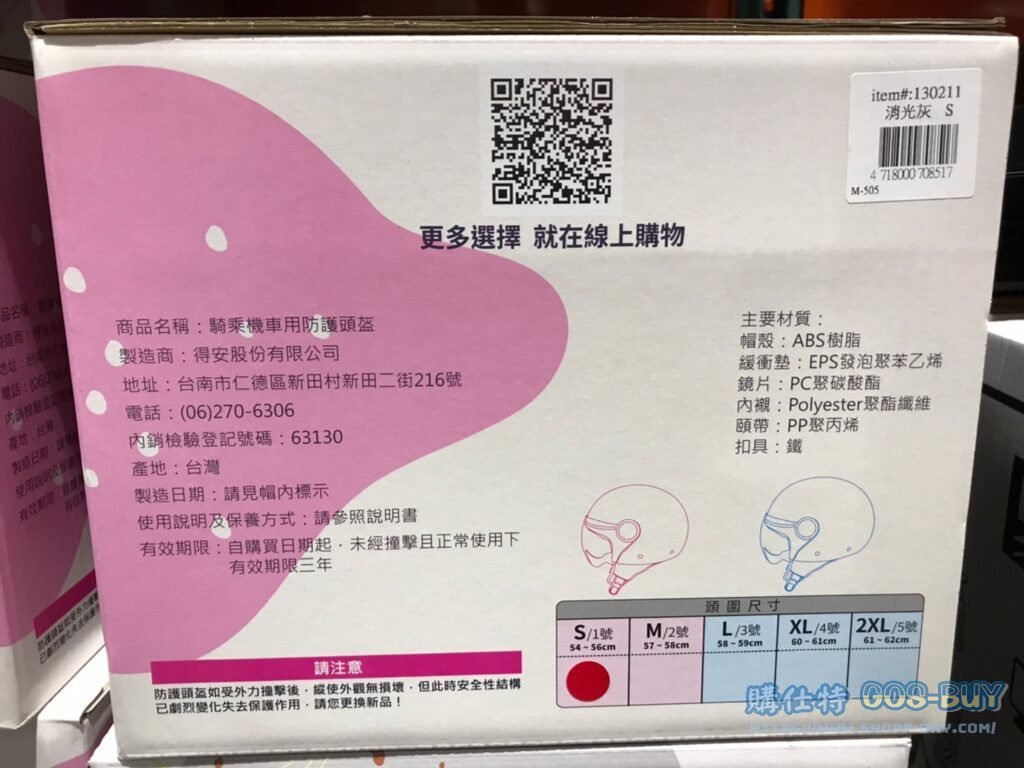 item#:130211
消光灰 S
4 718000 708517
M-505
更多選擇 就在線上購物
商品名稱：騎乘機車用防護頭盔
製造商：得安股份有限公司
地址：台南市仁德區新田村新田二街216號
電話：(06)270-6306
內銷檢驗登記號碼：63130
產地：台灣
製造日期：請見帽內標示
使用說明及保養方式：請參照說明書
有效期限：自購買日期起，未經撞擊且正常使用下
有效期限三年
請注意
防護頭盔如受外力撞擊後，縱使外觀無損壞，但此時安全性結構
已劇烈變化失去保護作用，請您更換新品！
主要材質：
帽殼：ABS樹脂
緩衝墊：EPS發泡聚苯乙烯
鏡片：PC聚碳酸酯
內襯：Polyester聚酯纖維
頤帶：PP聚丙烯
扣具：鐵
頭圍尺寸
S/1號 M/2號 L/3號 XL/4號 2XL/5號
54~56cm 57~58cm 58~59cm 60~61cm 61~62cm
購仕特 COS-BUY